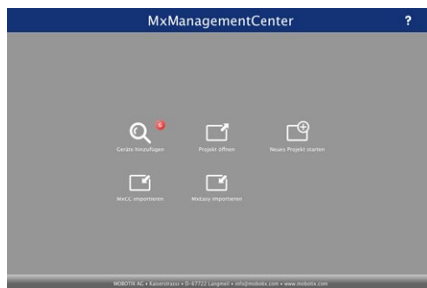 MxManagementCenter ?
6
Geräte hinzufügen Projekt öffnen Neues Projekt starten
MxCC importieren MxEasy importieren
MOBOTIX AG • Kaiserstrasse • D-67722 Langmeil • info@mobotix.com • www.mobotix.com